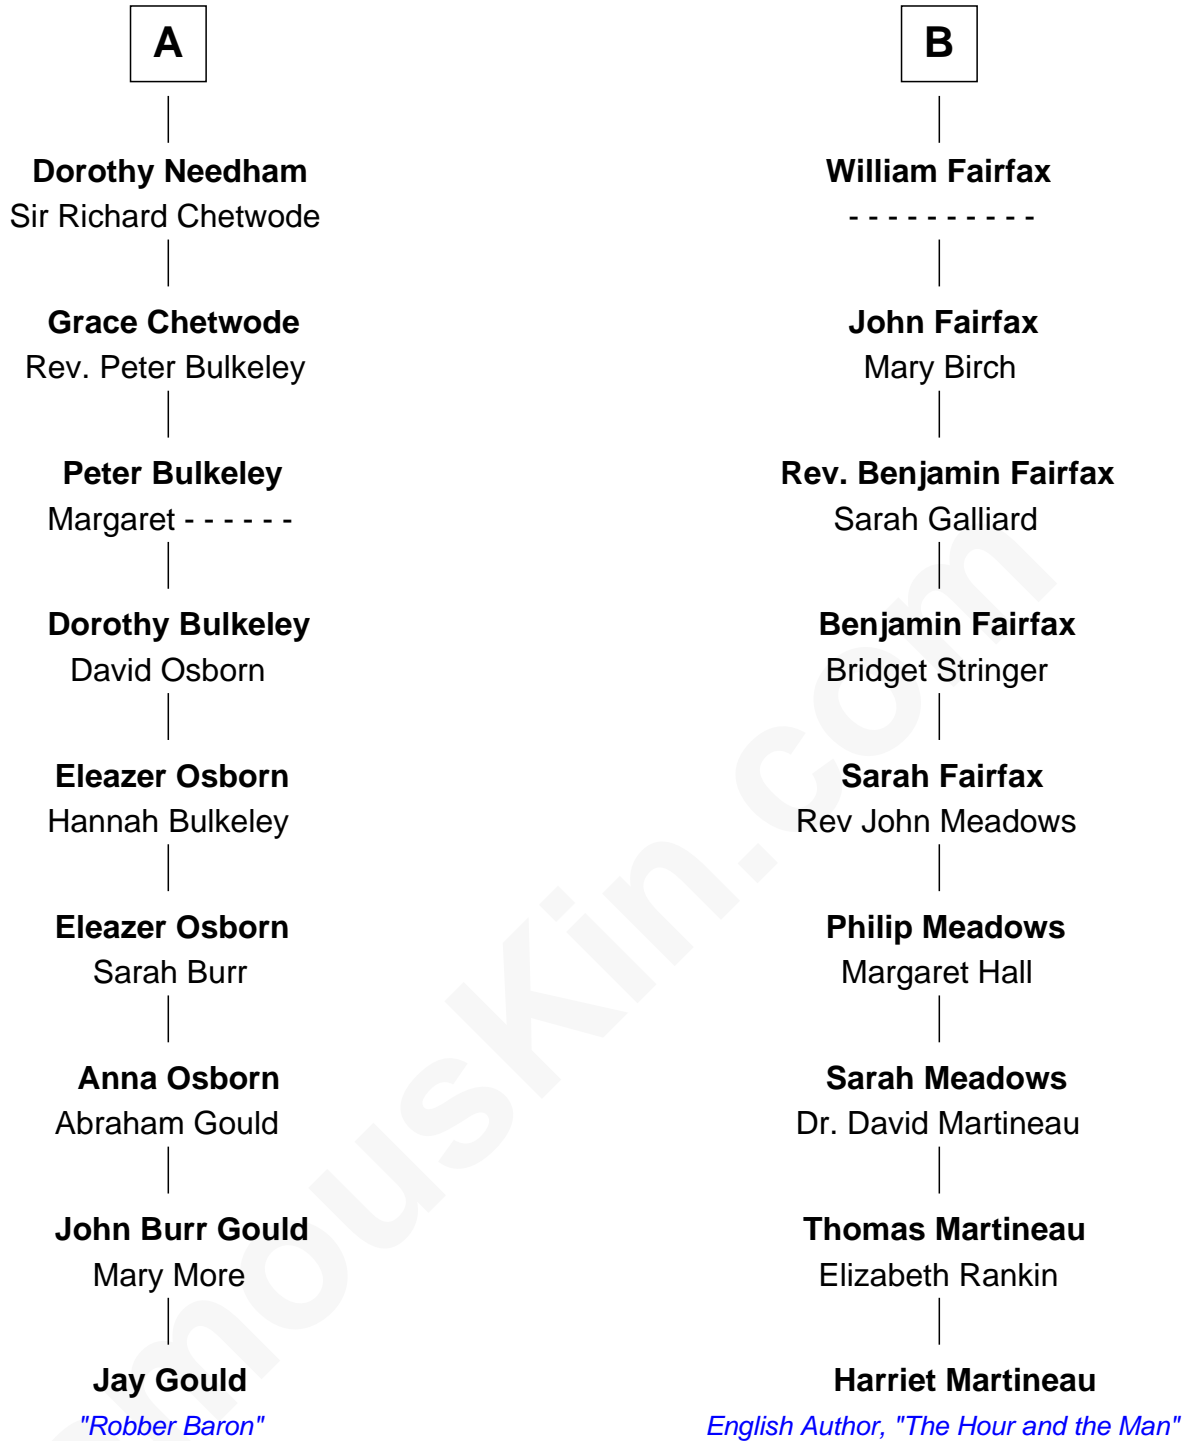 A
Dorothy Needham
Sir Richard Chetwode
Grace Chetwode
Rev. Peter Bulkeley
Peter Bulkeley
Margaret - - - - - -
Dorothy Bulkeley
David Osborn
Eleazer Osborn
Hannah Bulkeley
Eleazer Osborn
Sarah Burr
Anna Osborn
Abraham Gould
John Burr Gould
Mary More
Jay Gould
"Robber Baron"
B
William Fairfax
- - - - - - - - - -
John Fairfax
Mary Birch
Rev. Benjamin Fairfax
Sarah Galliard
Benjamin Fairfax
Bridget Stringer
Sarah Fairfax
Rev John Meadows
Philip Meadows
Margaret Hall
Sarah Meadows
Dr. David Martineau
Thomas Martineau
Elizabeth Rankin
Harriet Martineau
English Author, "The Hour and the Man"
mousKin.com